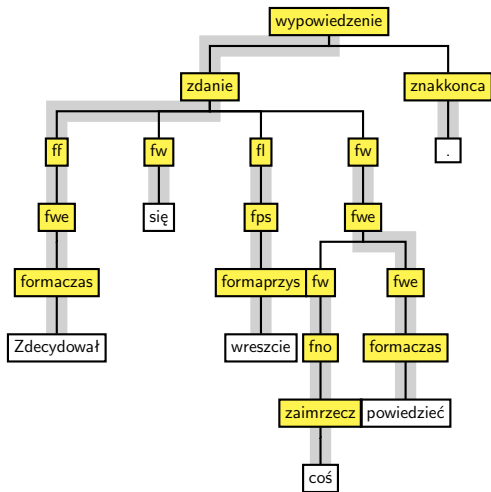 wypowiedzenie
zdanie znakkonca
ff fw fl fw .
fwe się fps fwe
formaczas formaprzys fw fwe
Zdecydował wreszcie fno formaczas
zaimrzecz powiedzieć
coś